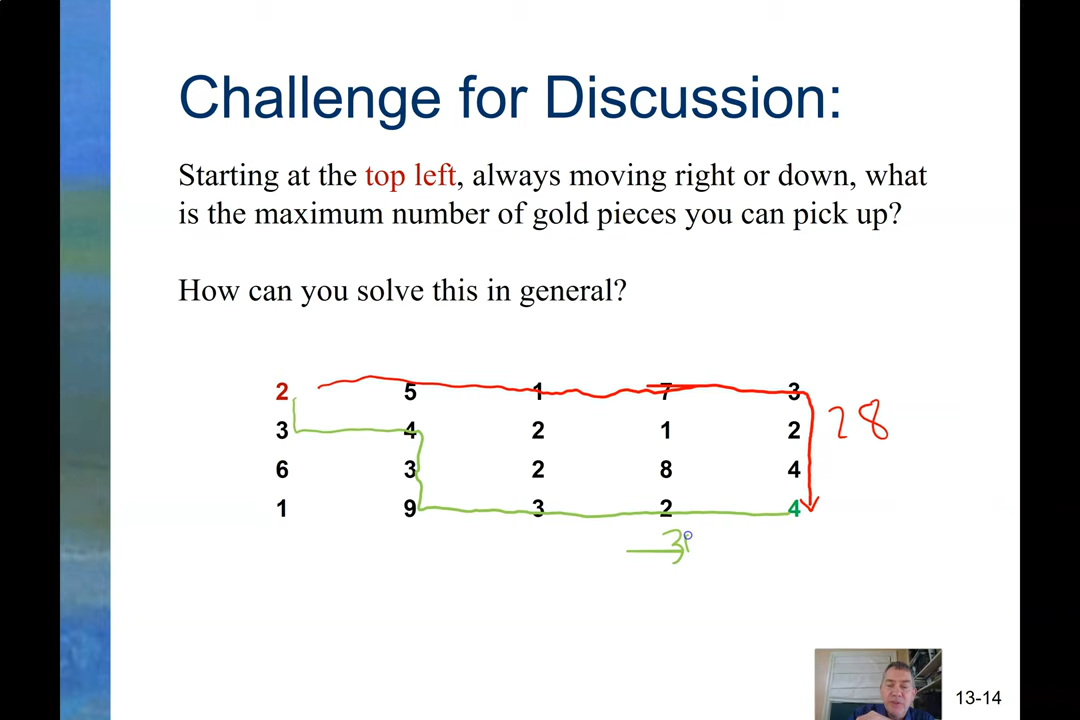 Challenge for Discussion:
Starting at the top left, always moving right or down, what
is the maximum number of gold pieces you can pick up?
How can you solve this in general?
2 5 1 7 3
3 4 2 1 2
28
6 3 2 8 4
1 9 3 2 4
13-14